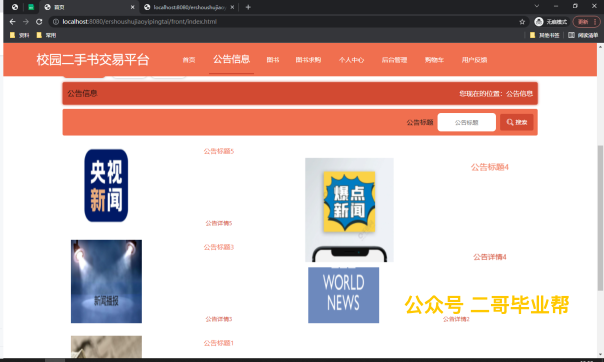 首页
localhost:8080/ershoushujiaoyipingtai/
localhost:8080/ershoushujiaoyipingtai/front/index.html
无痕模式
更新
资料
常用
其他书签
阅读清单
校园二手书交易平台
首页
公告信息
图书
图书求购
个人中心
后台管理
购物车
用户反馈
公告信息
您现在的位置：公告信息
公告标题
公告标题
搜索
央视
新闻
公告标题5
公告详情5
爆点
新闻
公告标题4
公告详情4
新闻播报
公告标题3
公告详情3
WORLD
NEWS
公告详情2
公众号 二哥毕业帮
公告标题1